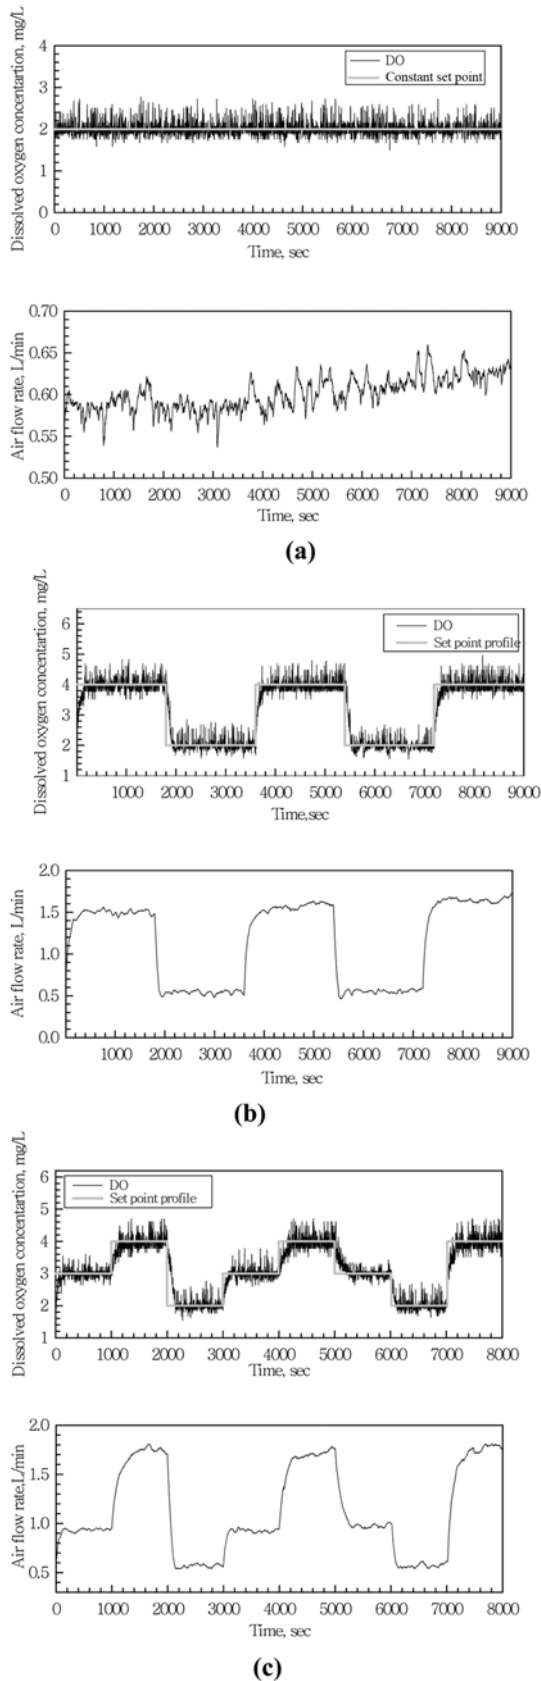 Dissolved oxygen concentartion, mg/L
4
3
2
1
0
DO
Constant set point
0 1000 2000 3000 4000 5000 6000 7000 8000 9000
Time, sec
Air flow rate, L/min
0.70
0.65
0.60
0.55
0.50
0 1000 2000 3000 4000 5000 6000 7000 8000 9000
Time, sec
(a)
Dissolved oxygen concentartion, mg/L
6
5
4
3
2
1
DO
Set point profile
1000 2000 3000 4000 5000 6000 7000 8000 9000
Time,sec
Air flow rate, L/min
2.0
1.5
1.0
0.5
0.0
1000 2000 3000 4000 5000 6000 7000 8000 9000
Time, sec
(b)
Dissolved oxygen concentartion, mg/L
6
5
4
3
2
1
DO
Set point profile
0 1000 2000 3000 4000 5000 6000 7000 8000
Time, sec
Air flow rate,L/min
2.0
1.5
1.0
0.5
0 1000 2000 3000 4000 5000 6000 7000 8000
Time, sec
(c)